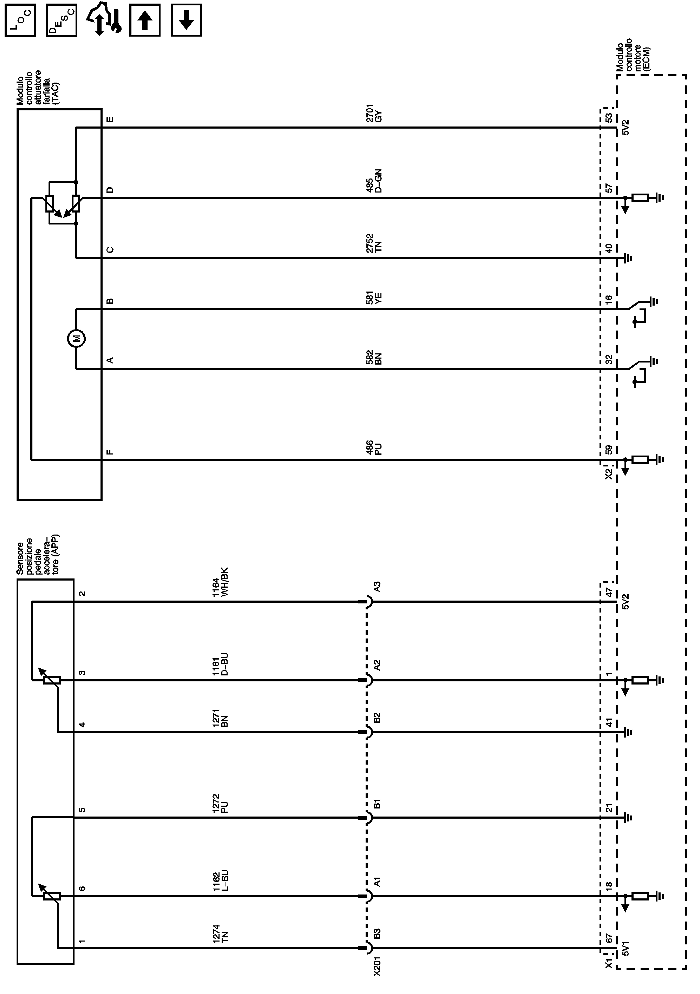 LOC
DESC
Modulo
controllo
attuatore
farfalla
(TAC)
Modulo
controllo
motore
(ECM)
E
2701
GY
53
5V2
D
485
D-GN
57
C
2752
TN
40
B
581
YE
16
M
A
582
BN
32
F
486
PU
59
X2
Sensore
posizione
pedale
accelera-
tore (APP)
2
1164
WH/BK
A3
47
5V2
3
1161
D-BU
A2
1
4
1271
BN
B2
41
5
1272
PU
B1
21
6
1162
L-BU
A1
18
1
1274
TN
B3
67
5V1
X201
X1